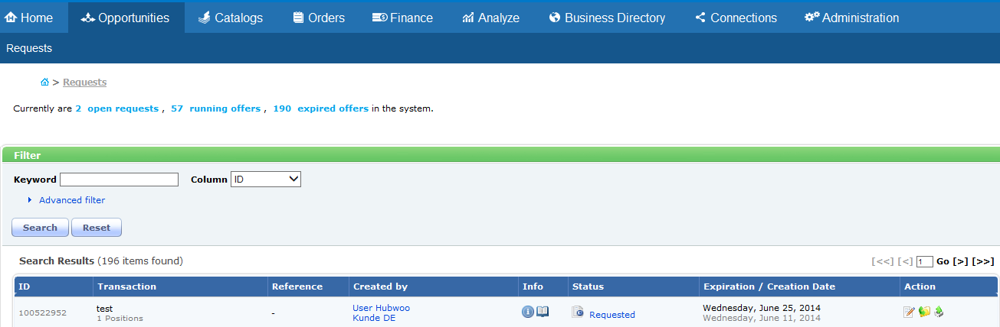 Home Opportunities Catalogs Orders Finance Analyze Business Directory Connections Administration
Requests
> Requests
Currently are 2 open requests , 57 running offers , 190 expired offers in the system.
Filter
Keyword Column ID
Advanced filter
Search Reset
Search Results (196 items found) [<<] [<] 1 Go [>] [>>]
ID Transaction Reference Created by Info Status Expiration / Creation Date Action
100522952 test - User Hubwoo Requested Wednesday, June 25, 2014
1 Positions Kunde DE Wednesday, June 11, 2014